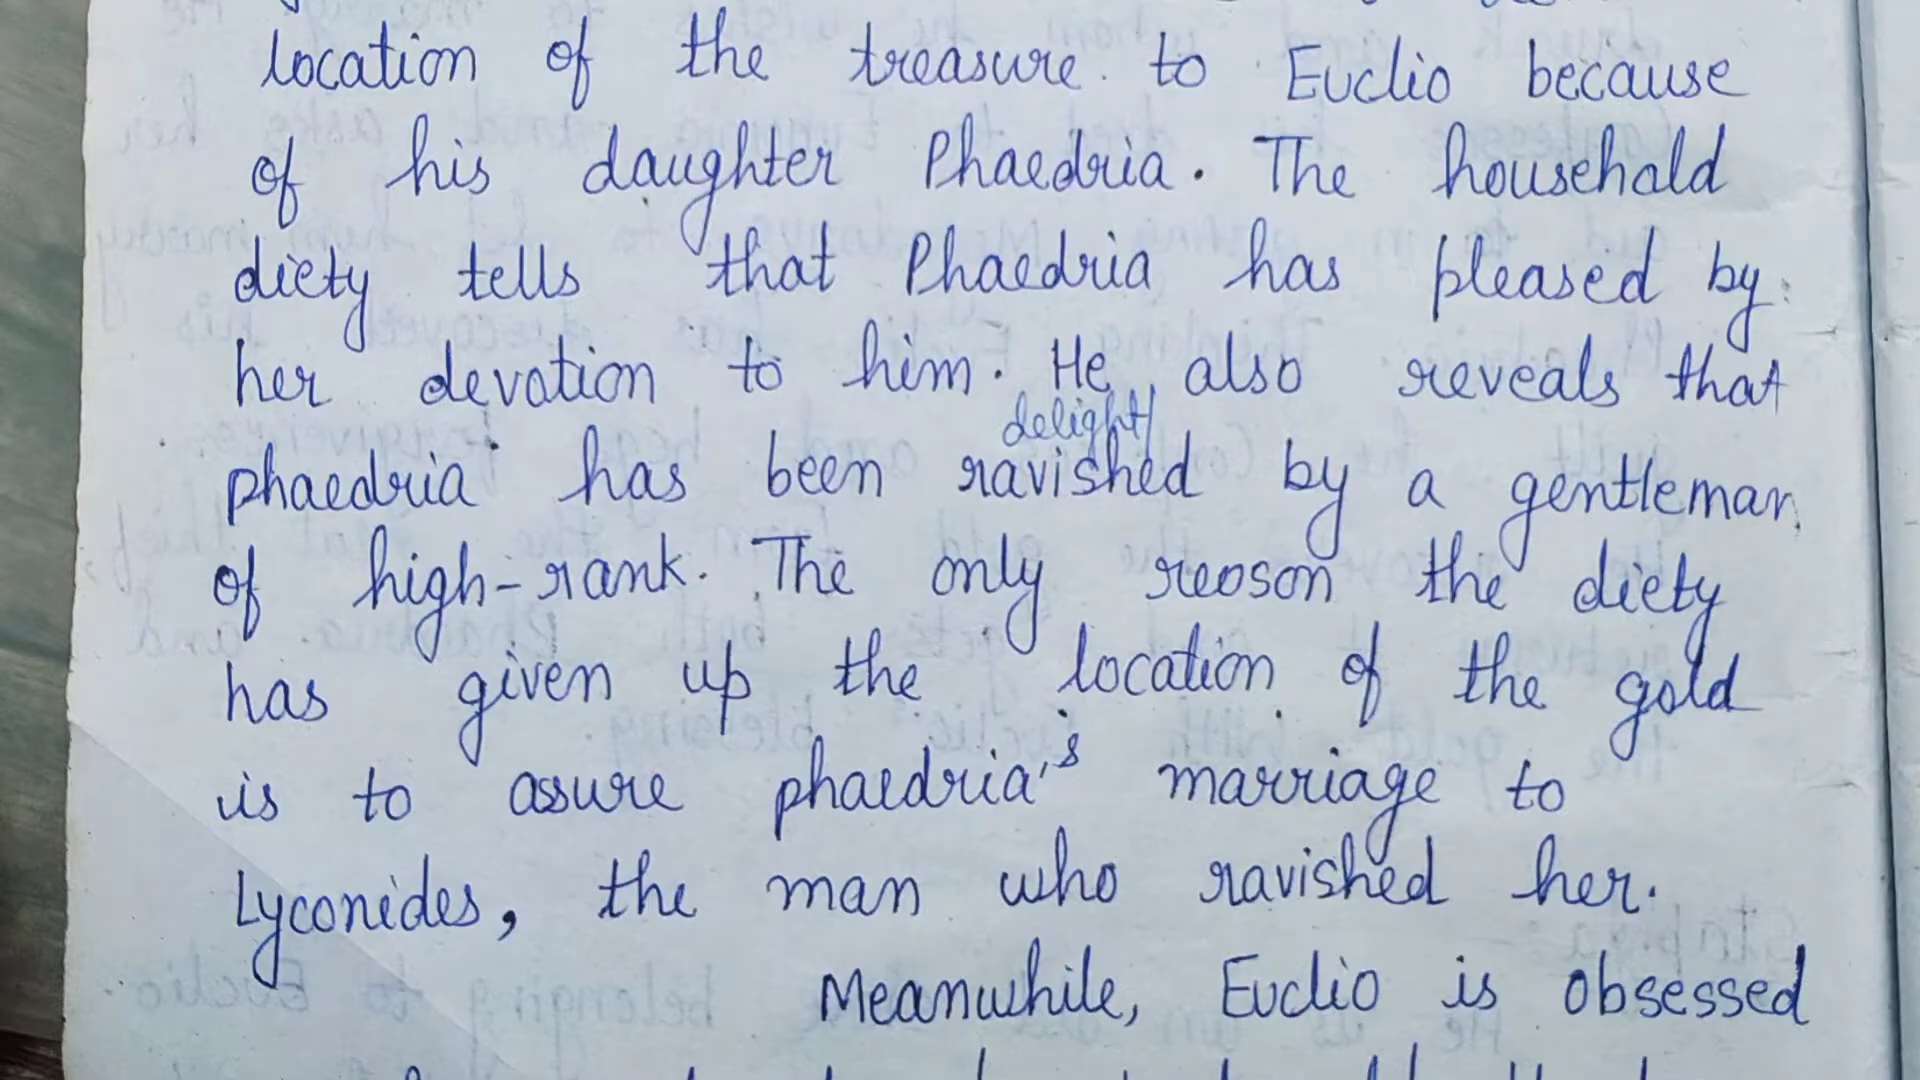 location of the treasure to Euclio because
of his daughter Phaedria. The household
diety tells that Phaedria has pleased by
her devotion to him. He also reveals that
delight
phaedria has been ravished by a gentleman
of high-rank. The only reason the diety
has given up the location of the gold
is to assure phaedria's marriage to
Lyconides, the man who ravished her.
Meanwhile, Euclio is obsessed